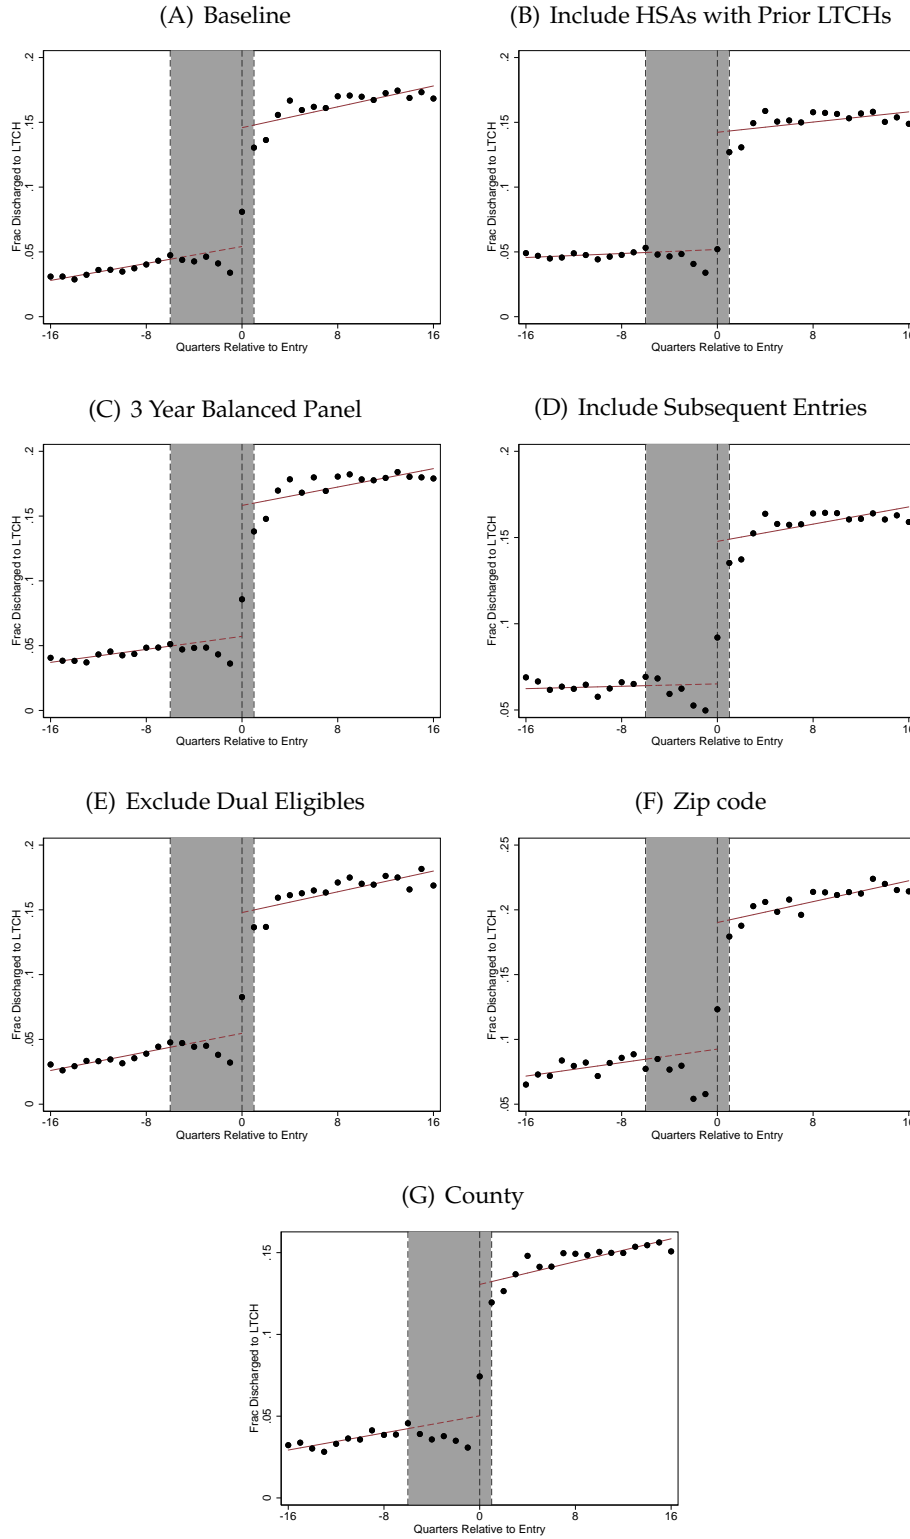 (A) Baseline
(B) Include HSAs with Prior LTCHs
Frac Discharged to LTCH
0 .05 .1 .15 .2
-16 -8 0 8 16
Quarters Relative to Entry
Frac Discharged to LTCH
0 .05 .1 .15 .2
-16 -8 0 8 16
Quarters Relative to Entry
(C) 3 Year Balanced Panel
(D) Include Subsequent Entries
Frac Discharged to LTCH
0 .05 .1 .15 .2
-16 -8 0 8 16
Quarters Relative to Entry
Frac Discharged to LTCH
.05 .1 .15 .2
-16 -8 0 8 16
Quarters Relative to Entry
(E) Exclude Dual Eligibles
(F) Zip code
Frac Discharged to LTCH
0 .05 .1 .15 .2
-16 -8 0 8 16
Quarters Relative to Entry
Frac Discharged to LTCH
.05 .1 .15 .2 .25
-16 -8 0 8 16
Quarters Relative to Entry
(G) County
Frac Discharged to LTCH
0 .05 .1 .15
-16 -8 0 8 16
Quarters Relative to Entry